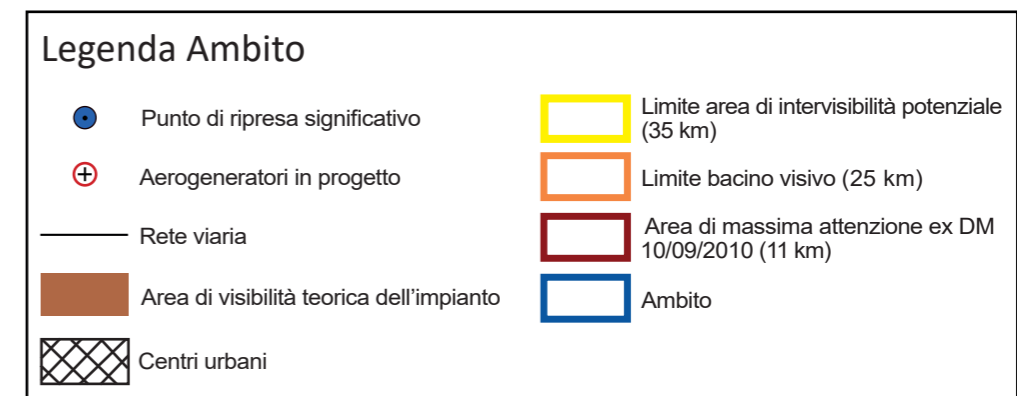 Legenda Ambito
Punto di ripresa significativo
Aerogeneratori in progetto
Rete viaria
Area di visibilità teorica dell'impianto
Centri urbani
Limite area di intervisibilità potenziale
(35 km)
Limite bacino visivo (25 km)
Area di massima attenzione ex DM
10/09/2010 (11 km)
Ambito